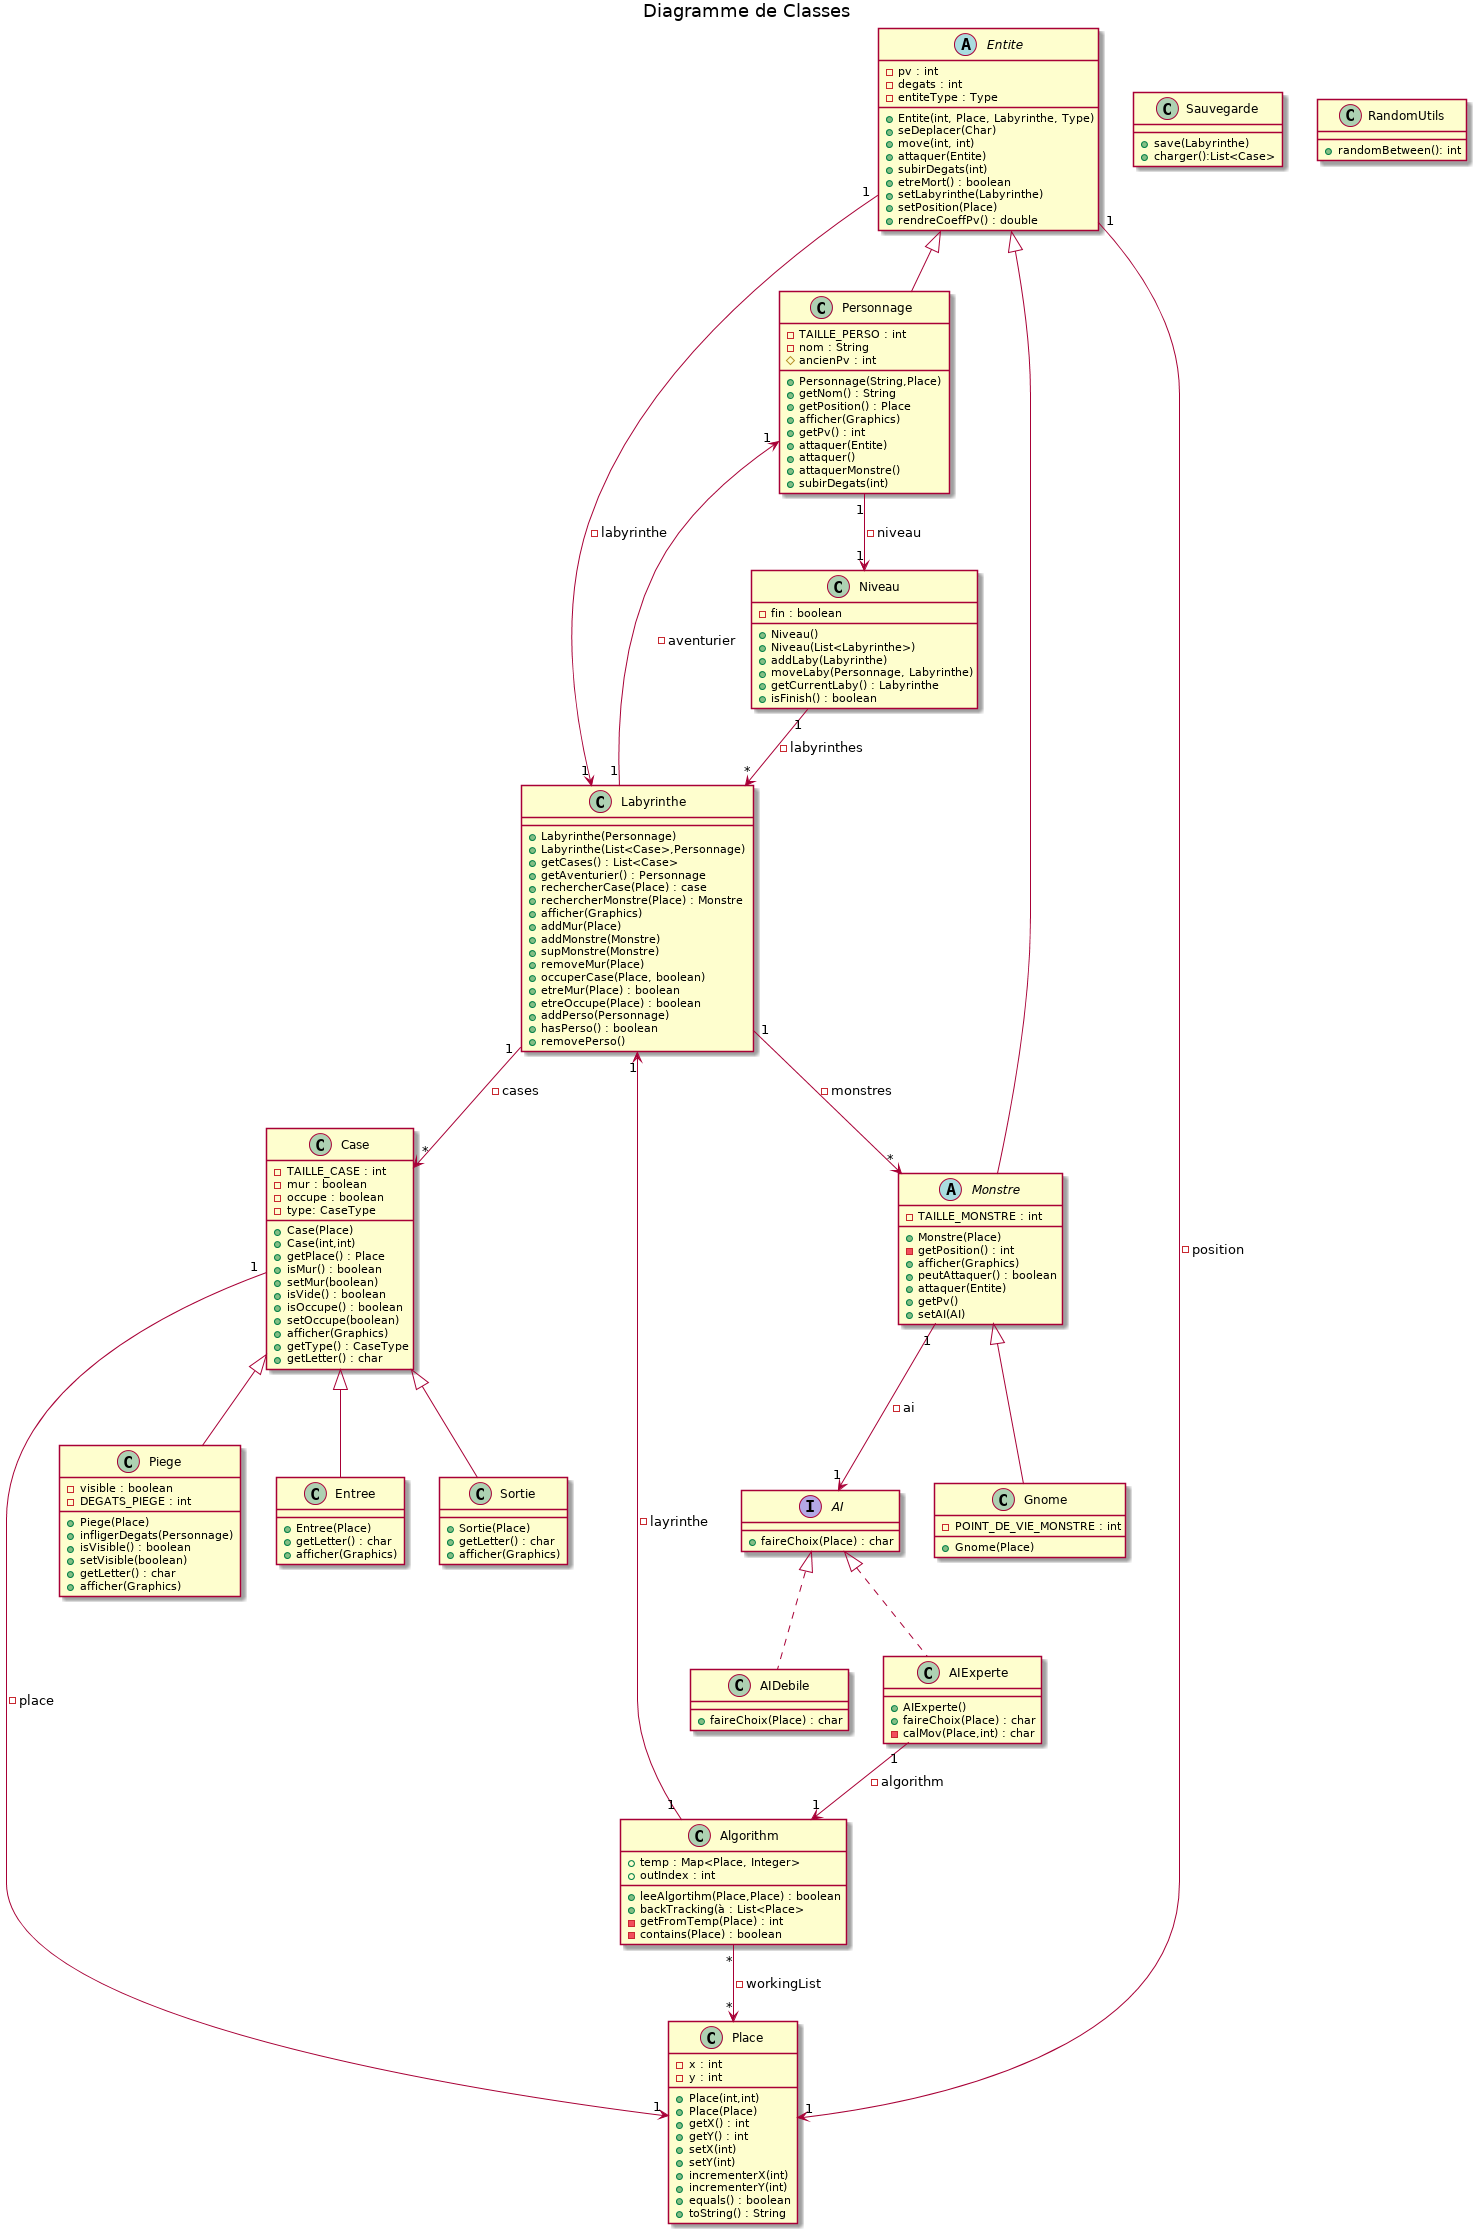 Diagramme de Classes
A Entite
pv : int
degats : int
entiteType : Type
Entite(int, Place, Labyrinthe, Type)
seDeplacer(Char)
move(int, int)
attaquer(Entite)
subirDegats(int)
etreMort() : boolean
setLabyrinthe(Labyrinthe)
setPosition(Place)
rendreCoeffPv() : double
C Sauvegarde
save(Labyrinthe)
charger():List<Case>
C RandomUtils
randomBetween(): int
1
1
C Personnage
TAILLE_PERSO : int
nom : String
ancienPv : int
Personnage(String,Place)
getNom() : String
getPosition() : Place
afficher(Graphics)
getPv() : int
attaquer(Entite)
attaquer()
attaquerMonstre()
subirDegats(int)
1
1
labyrinthe
niveau
1
C Niveau
fin : boolean
Niveau()
Niveau(List<Labyrinthe>)
addLaby(Labyrinthe)
moveLaby(Personnage, Labyrinthe)
getCurrentLaby() : Labyrinthe
isFinish() : boolean
aventurier
1
labyrinthes
1
1
*
C Labyrinthe
Labyrinthe(Personnage)
Labyrinthe(List<Case>,Personnage)
getCases() : List<Case>
getAventurier() : Personnage
rechercherCase(Place) : case
rechercherMonstre(Place) : Monstre
afficher(Graphics)
addMur(Place)
addMonstre(Monstre)
supMonstre(Monstre)
removeMur(Place)
occuperCase(Place, boolean)
etreMur(Place) : boolean
etreOccupe(Place) : boolean
addPerso(Personnage)
hasPerso() : boolean
removePerso()
1
1
1
cases
monstres
*
*
C Case
TAILLE_CASE : int
mur : boolean
occupe : boolean
type: CaseType
Case(Place)
Case(int,int)
getPlace() : Place
isMur() : boolean
setMur(boolean)
isVide() : boolean
isOccupe() : boolean
setOccupe(boolean)
afficher(Graphics)
getType() : CaseType
getLetter() : char
1
A Monstre
TAILLE_MONSTRE : int
Monstre(Place)
getPosition() : int
afficher(Graphics)
peutAttaquer() : boolean
attaquer(Entite)
getPv()
setAI(AI)
position
1
ai
1
C Piege
visible : boolean
DEGATS_PIEGE : int
Piege(Place)
infligerDegats(Personnage)
isVisible() : boolean
setVisible(boolean)
getLetter() : char
afficher(Graphics)
C Entree
Entree(Place)
getLetter() : char
afficher(Graphics)
C Sortie
Sortie(Place)
getLetter() : char
afficher(Graphics)
layrinthe
I AI
faireChoix(Place) : char
C Gnome
POINT_DE_VIE_MONSTRE : int
Gnome(Place)
C AIDebile
faireChoix(Place) : char
C AIExperte
AIExperte()
faireChoix(Place) : char
calMov(Place,int) : char
place
1
algorithm
1
1
C Algorithm
temp : Map<Place, Integer>
outIndex : int
leeAlgortihm(Place,Place) : boolean
backTracking(à : List<Place>
getFromTemp(Place) : int
contains(Place) : boolean
*
workingList
*
C Place
x : int
y : int
Place(int,int)
Place(Place)
getX() : int
getY() : int
setX(int)
setY(int)
incrementerX(int)
incrementerY(int)
equals() : boolean
toString() : String
1
1